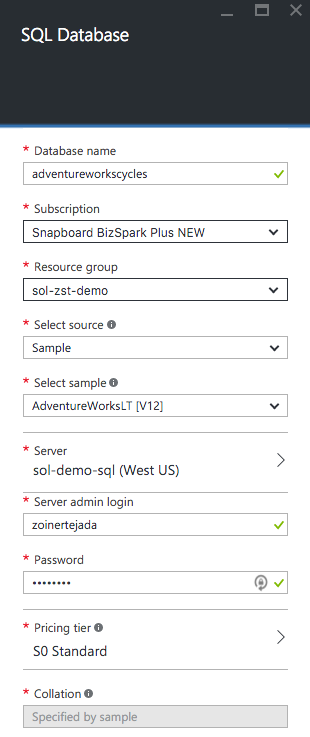 SQL Database
* Database name
adventureworkscycles
* Subscription
Snapboard BizSpark Plus NEW
* Resource group
sol-zst-demo
* Select source
Sample
* Select sample
AdventureWorksLT [V12]
* Server
sol-demo-sql (West US)
* Server admin login
zoinertejada
* Password
••••••••
* Pricing tier
S0 Standard
* Collation
Specified by sample